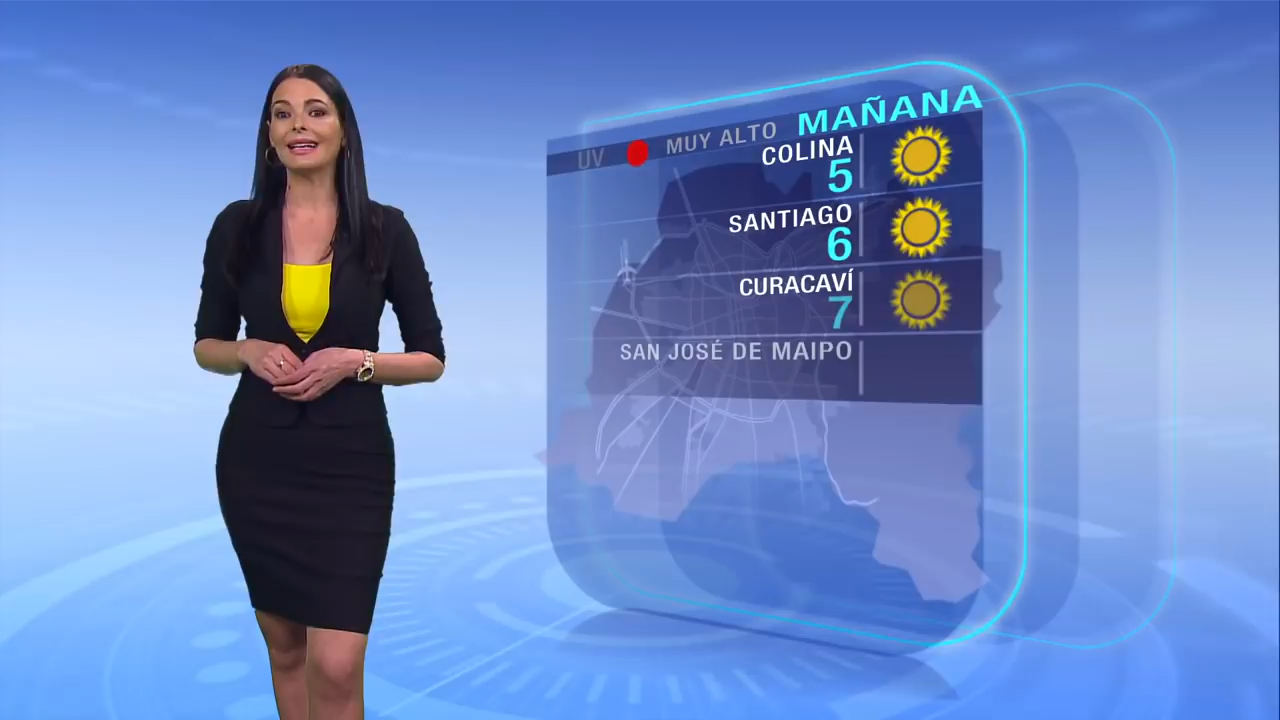 MAÑANA
UV MUY ALTO
COLINA
5
SANTIAGO
6
CURACAVÍ
7
SAN JOSÉ DE MAIPO